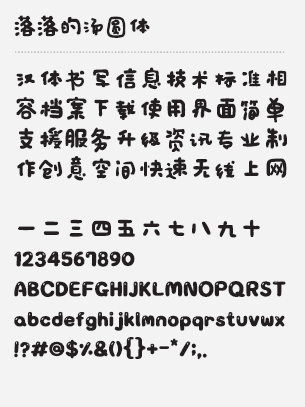 落落的汤圆体
汉体书写信息技术标准相
容档案下载使用界面简单
支援服务升级资讯专业制
作创意空间快速无线上网
一二三四五六七八九十
1234567890
ABCDEFGHIJKLMNOPQRST
abcdefghijklmnopqrstuvwx
!?#@$%&(){}+-*/;,.